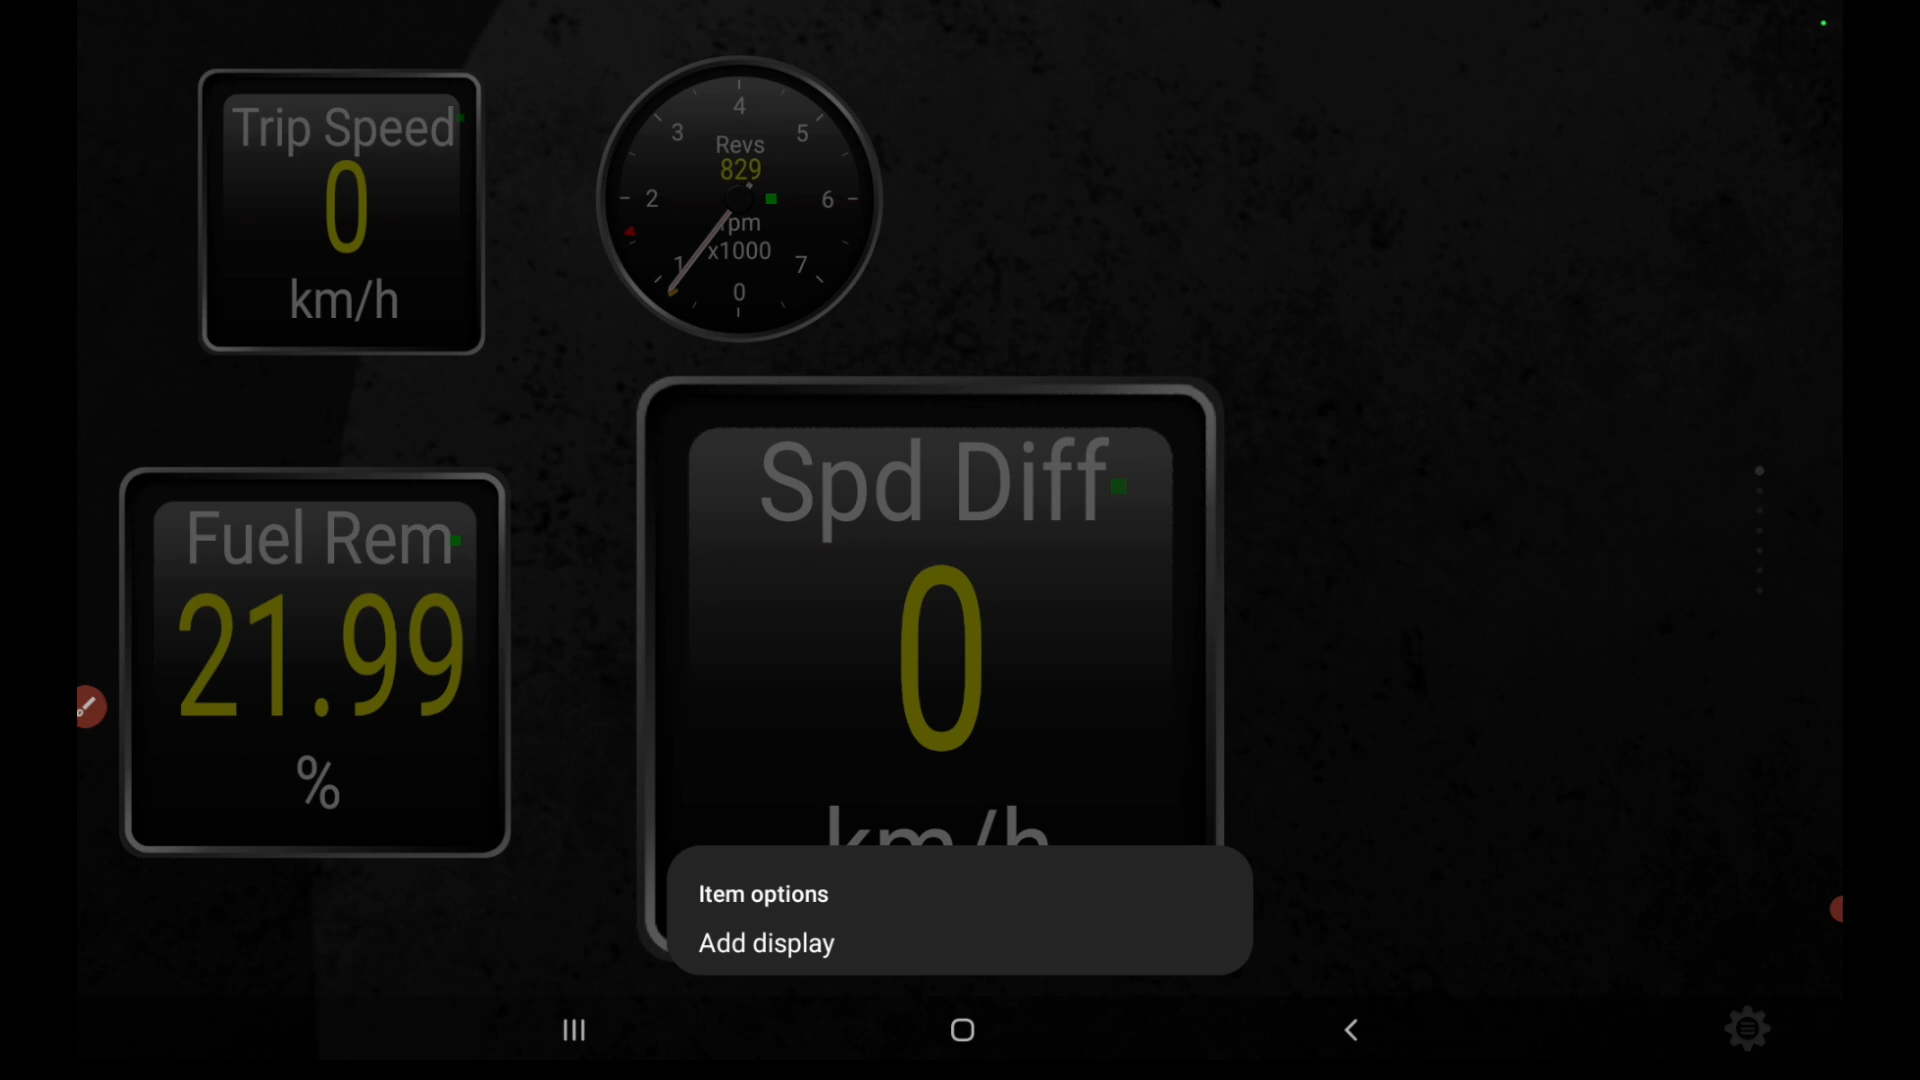 Trip Speed
0
km/h
4
3
5
Revs
829
2
6
rpm
x1000
1
7
0
Fuel Rem
21.99
%
Spd Diff
0
km/h
Item options
Add display